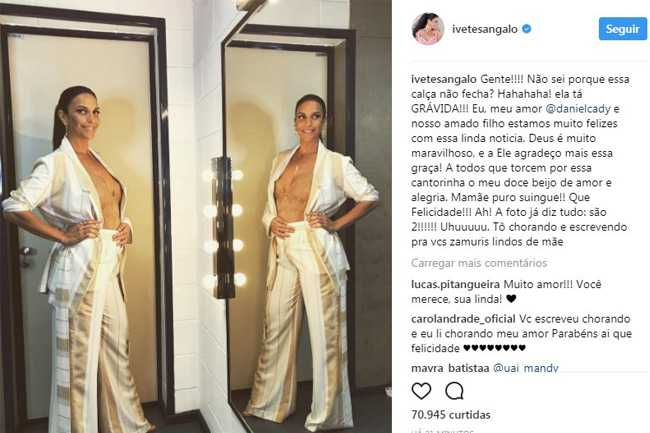 ivetesangalo
Seguir
ivetesangalo Gente!!!! Não sei porque essa
calça não fecha? Hahahaha! ela tá
GRÁVIDA!!! Eu, meu amor @danielcady e
nosso amado filho estamos muito felizes
com essa linda noticia. Deus é muito
maravilhoso, e a Ele agradeço mais essa
graça! A todos que torcem por essa
cantorinha o meu doce beijo de amor e
alegria. Mamãe puro suingue!! Que
Felicidade!!! Ah! A foto já diz tudo: são
2!!!!!! Uhuuuuu. Tô chorando e escrevendo
pra vcs zamuris lindos de mãe
Carregar mais comentários
lucas.pitangueira Muito amor!!! Você
merece, sua linda! ♥
carolandrade_oficial Vc escreveu chorando
e eu li chorando meu amor Parabéns ai que
felicidade ♥♥♥♥♥♥♥♥
mayra_batistaa @uai_mandy
70.945 curtidas
HÁ 21 MINUTOS